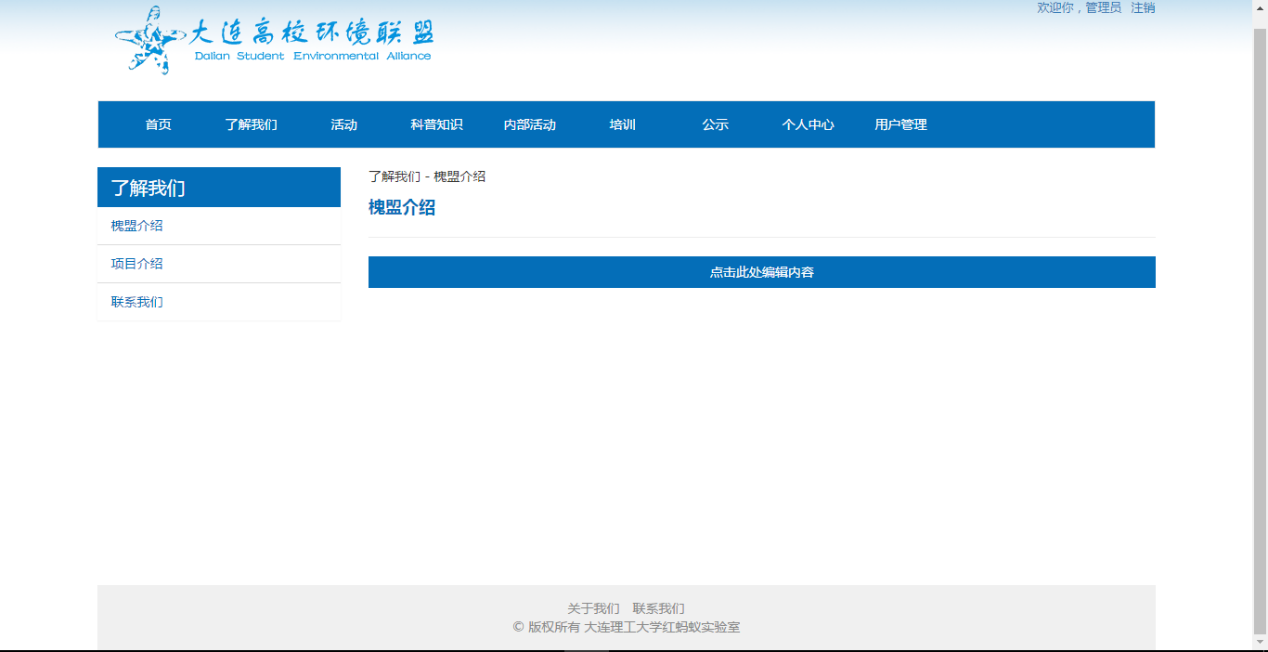 欢迎你，管理员 注销
大连高校环境联盟
Dalian Student Environmental Alliance
首页 了解我们 活动 科普知识 内部活动 培训 公示 个人中心 用户管理
了解我们
槐盟介绍
项目介绍
联系我们
了解我们 - 槐盟介绍
槐盟介绍
点击此处编辑内容
关于我们 联系我们
© 版权所有 大连理工大学红蚂蚁实验室